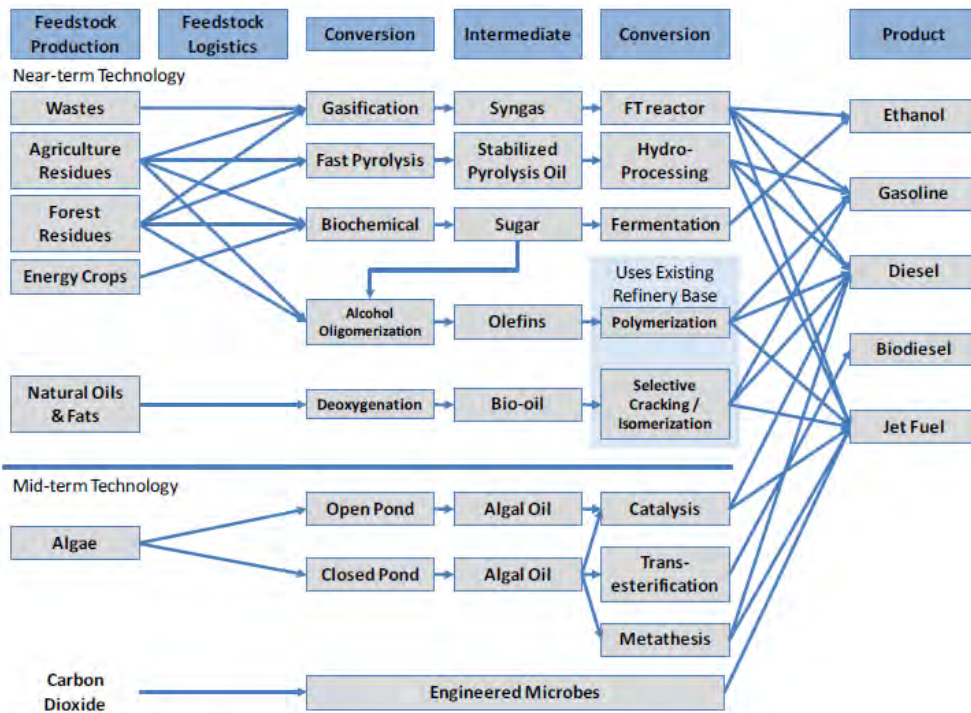 Feedstock
Production
Feedstock
Logistics
Conversion
Intermediate
Conversion
Product
Near-term Technology
Wastes
Gasification
Syngas
FT reactor
Ethanol
Agriculture
Residues
Fast Pyrolysis
Stabilized
Pyrolysis Oil
Hydro-
Processing
Gasoline
Forest
Residues
Biochemical
Sugar
Fermentation
Energy Crops
Uses Existing
Refinery Base
Diesel
Alcohol
Oligomerization
Olefins
Polymerization
Biodiesel
Natural Oils
& Fats
Deoxygenation
Bio-oil
Selective
Cracking /
Isomerization
Jet Fuel
Mid-term Technology
Algae
Open Pond
Algal Oil
Catalysis
Closed Pond
Algal Oil
Trans-
esterification
Metathesis
Carbon
Dioxide
Engineered Microbes